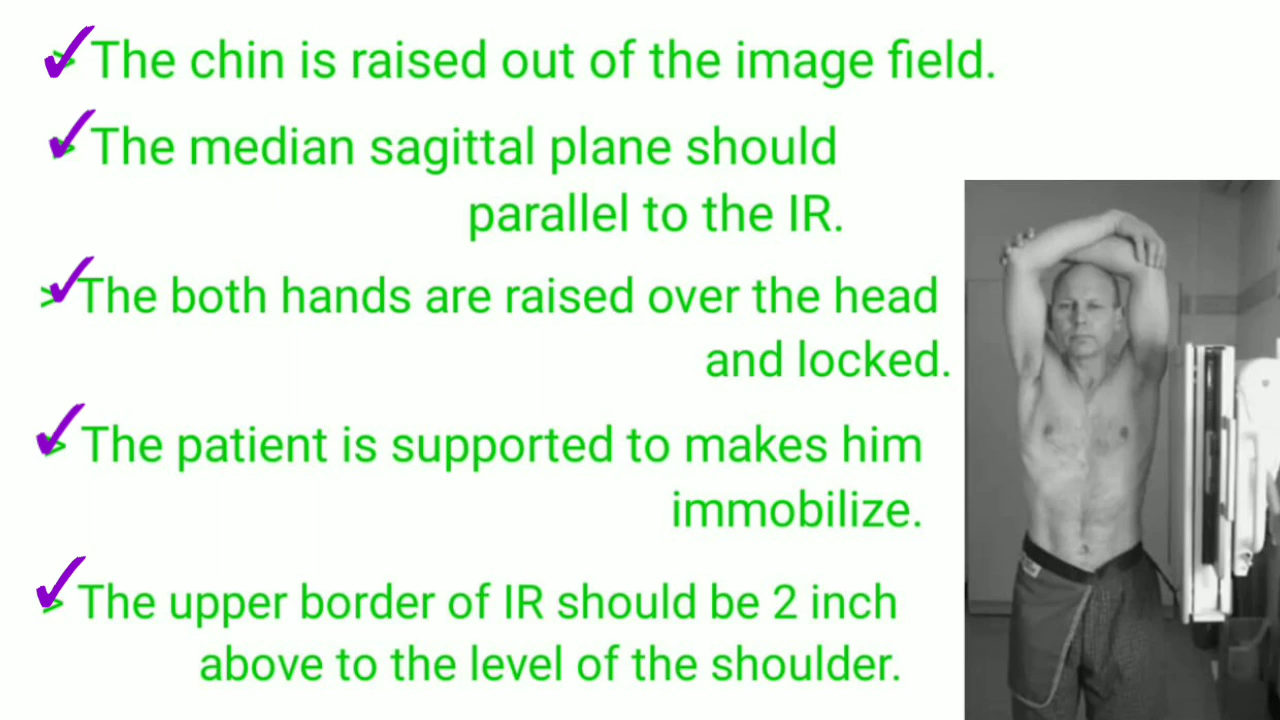 > The chin is raised out of the image field.
> The median sagittal plane should
parallel to the IR.
> The both hands are raised over the head
and locked.
> The patient is supported to makes him
immobilize.
> The upper border of IR should be 2 inch
above to the level of the shoulder.